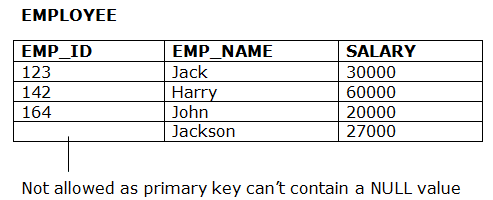 EMPLOYEE
EMP_ID EMP_NAME SALARY
123 Jack 30000
142 Harry 60000
164 John 20000
Jackson 27000
Not allowed as primary key can't contain a NULL value